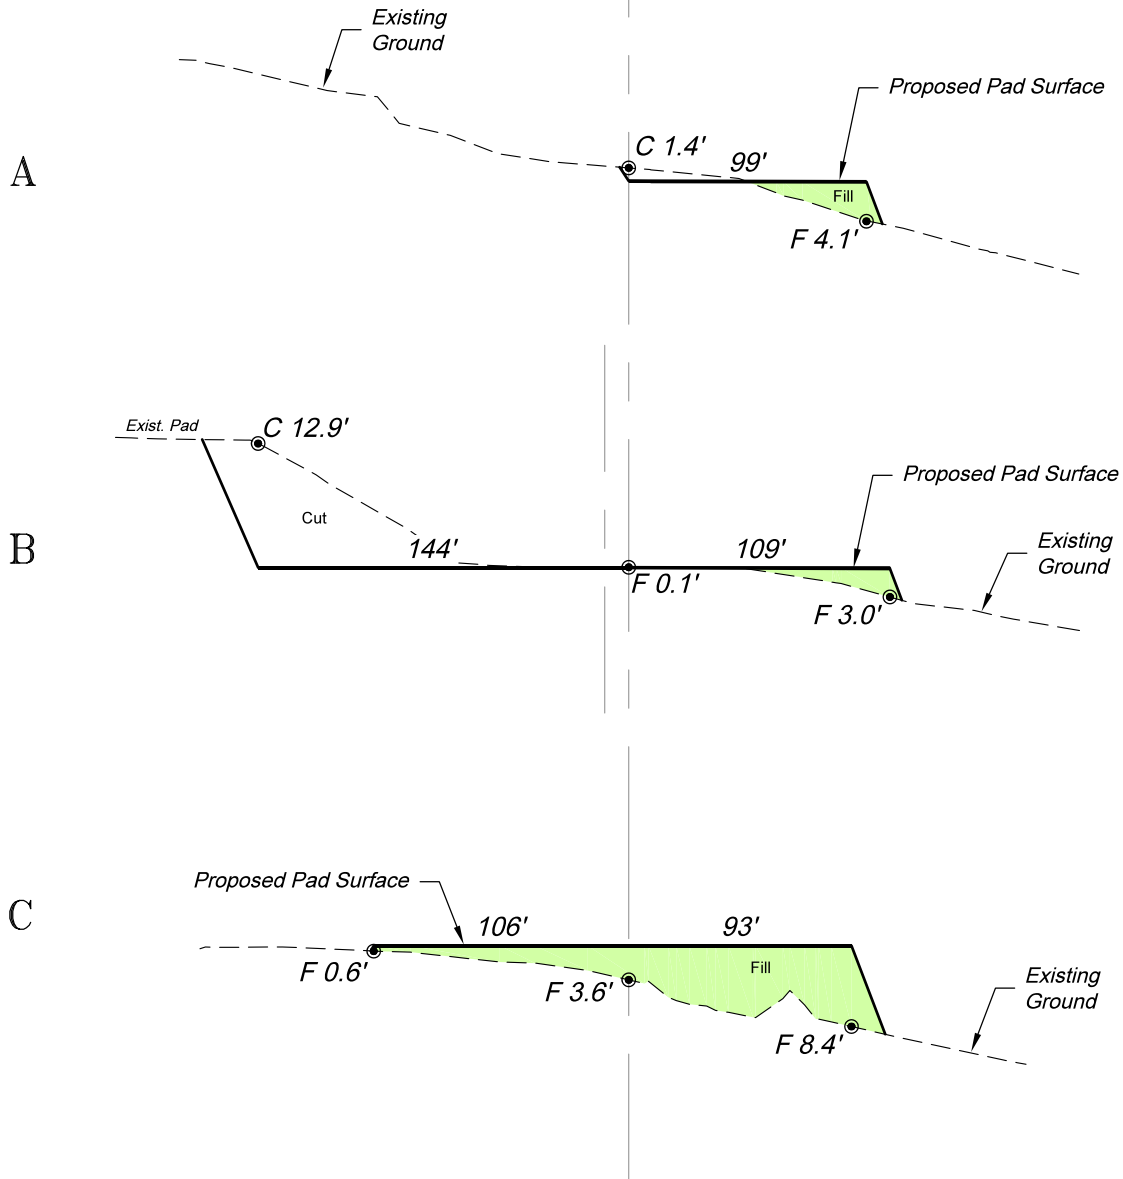 Existing
Ground
Proposed Pad Surface
A
C 1.4'
99'
Fill
F 4.1'
Exist. Pad
C 12.9'
Proposed Pad Surface
Cut
B
144'
109'
Existing
Ground
F 0.1'
F 3.0'
Proposed Pad Surface
C
106'
93'
F 0.6'
Fill
F 3.6'
Existing
Ground
F 8.4'